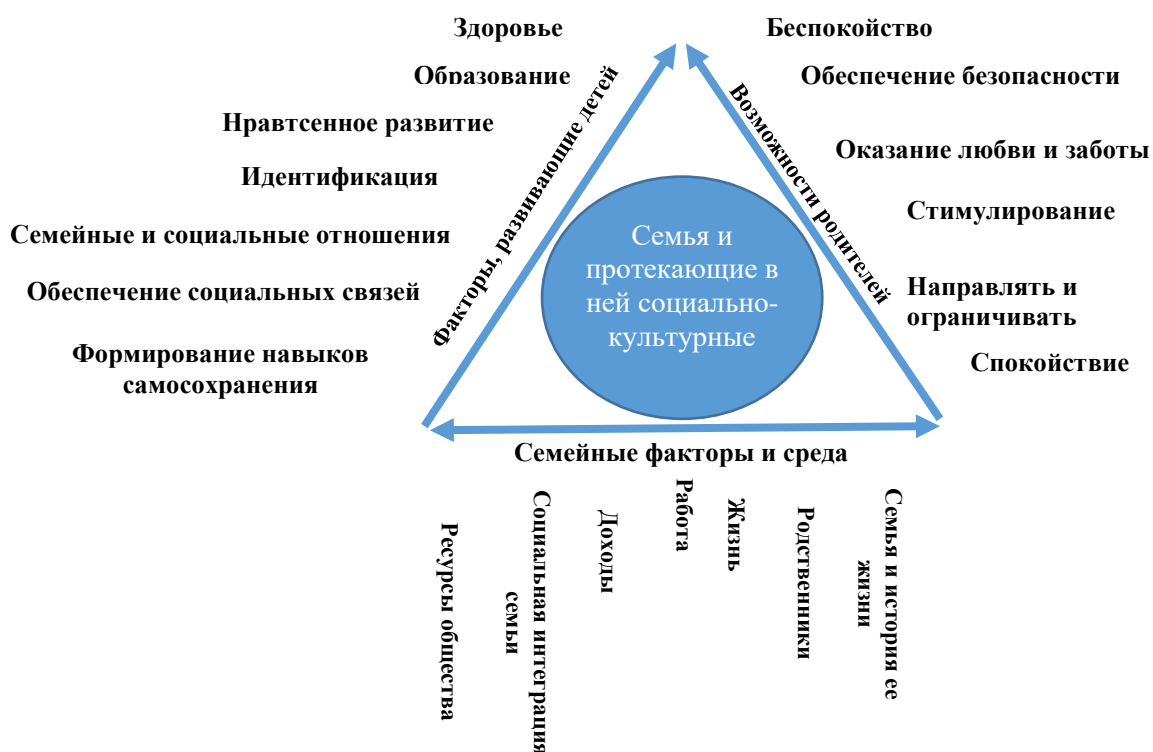 Здоровье
Образование
Нравтсенное развитие
Идентификация
Семейные и социальные отношения
Обеспечение социальных связей
Формирование навыков
самосохранения
Факторы, развивающие детей
Семья и
протекающие в
ней социально-
культурные
Возможности родителей
Беспокойство
Обеспечение безопасности
Оказание любви и заботы
Стимулирование
Направлять и
ограничивать
Спокойствие
Семейные факторы и среда
Ресурсы общества
Социальная интеграция
семьи
Доходы
Работа
Жизнь
Родственники
Семья и история ее
жизни